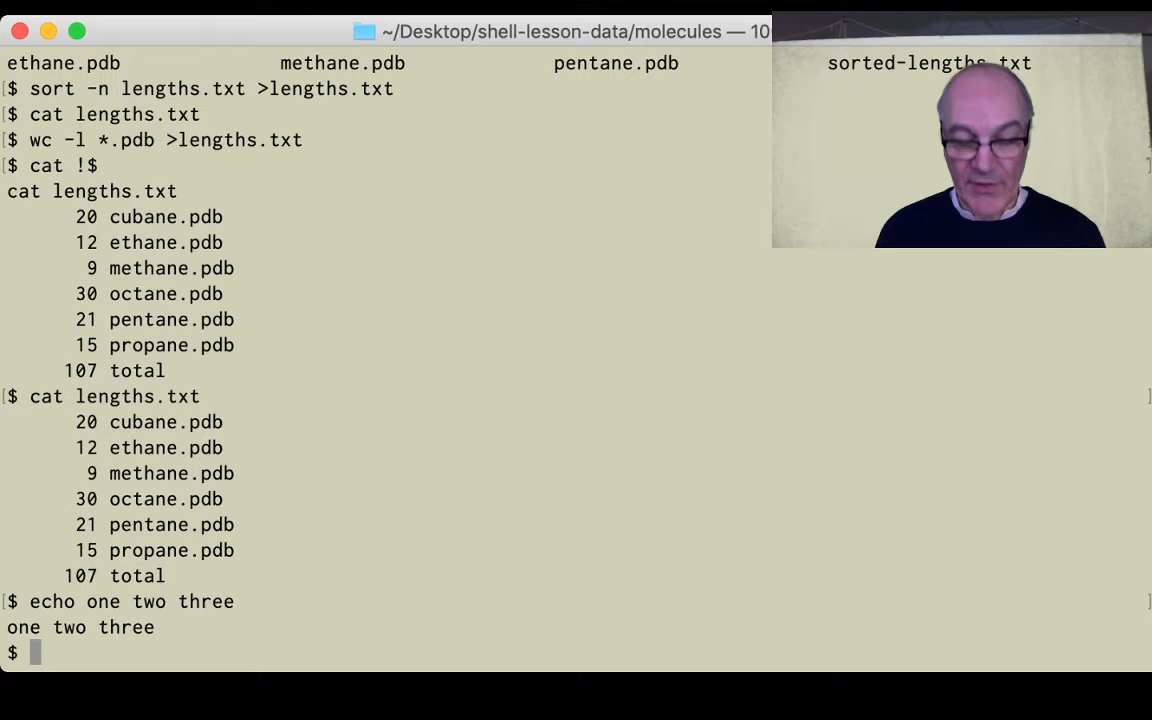 ~/Desktop/shell-lesson-data/molecules — 10
ethane.pdb methane.pdb pentane.pdb sorted-lengths.txt
[$ sort -n lengths.txt >lengths.txt
[$ cat lengths.txt
[$ wc -l *.pdb >lengths.txt
[$ cat !$ ]
cat lengths.txt
20 cubane.pdb
12 ethane.pdb
9 methane.pdb
30 octane.pdb
21 pentane.pdb
15 propane.pdb
107 total
[$ cat lengths.txt ]
20 cubane.pdb
12 ethane.pdb
9 methane.pdb
30 octane.pdb
21 pentane.pdb
15 propane.pdb
107 total
[$ echo one two three ]
one two three
$